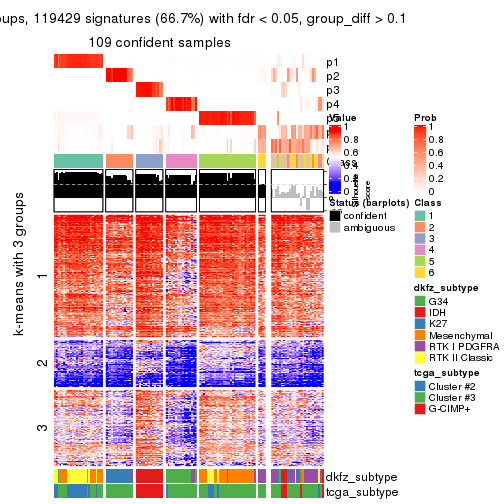 oups, 119429 signatures (66.7%) with fdr < 0.05, group_diff > 0.1
109 confident samples
p1
p2
p3
p4
k-means with 3 groups
1
2
3
Value
1
0.8
0.6
0.4
0.2
0
Prob
1
0.8
0.6
0.4
0.2
0
Silhouette
score
Status (barplots)
confident
ambiguous
Class
1
2
3
4
5
6
dkfz_subtype
G34
IDH
K27
Mesenchymal
RTK I PDGFRA
RTK II Classic
tcga_subtype
Cluster #2
Cluster #3
G-CIMP+
dkfz_subtype
tcga_subtype